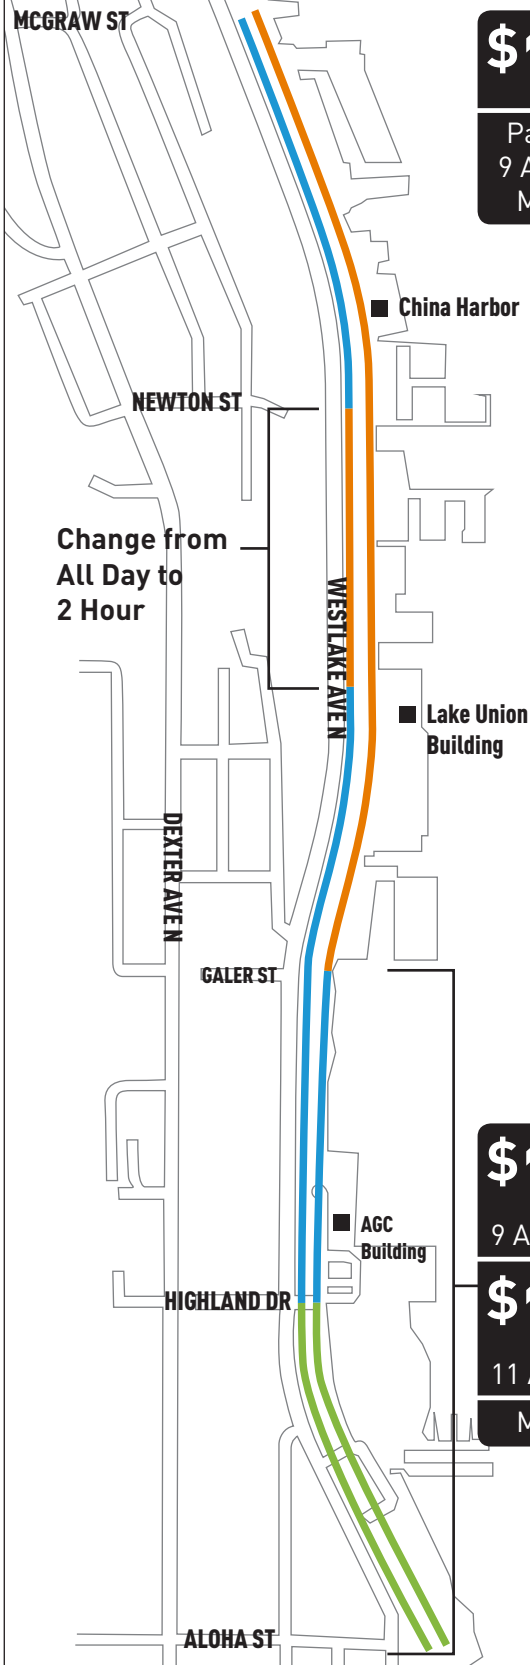 MCGRAW ST
$
9 A
M
China Harbor
NEWTON ST
Change from
All Day to
2 Hour
WESTLAKE AVE N
Lake Union
Building
DEXTER AVE N
GALER ST
$
9 A
AGC
Building
HIGHLAND DR
$
11
M
ALOHA ST